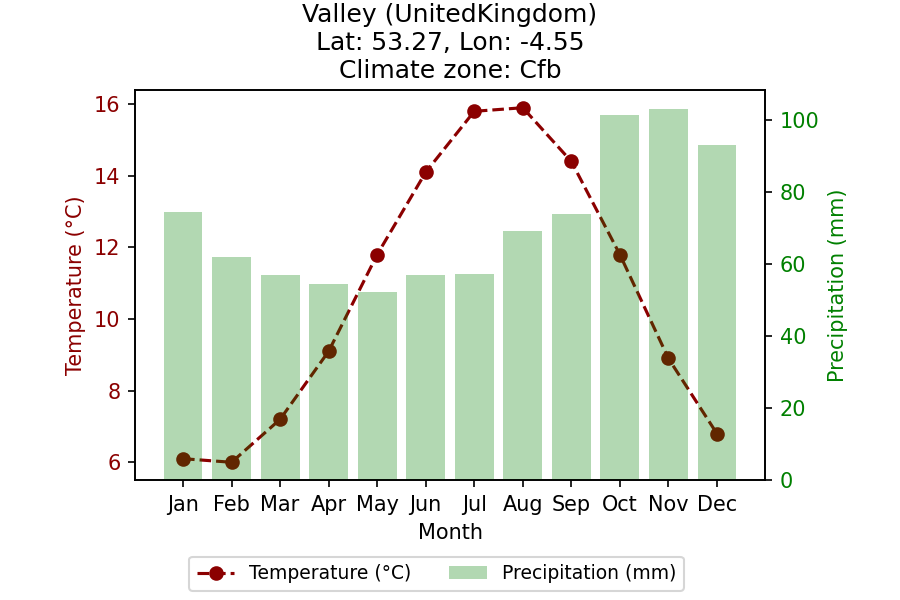 Valley (UnitedKingdom)
Lat: 53.27, Lon: -4.55
Climate zone: Cfb
16
14
12
10
8
6
Temperature (°C)
100
80
60
40
20
0
Precipitation (mm)
Jan Feb Mar Apr May Jun Jul Aug Sep Oct Nov Dec
Month
Temperature (°C) Precipitation (mm)